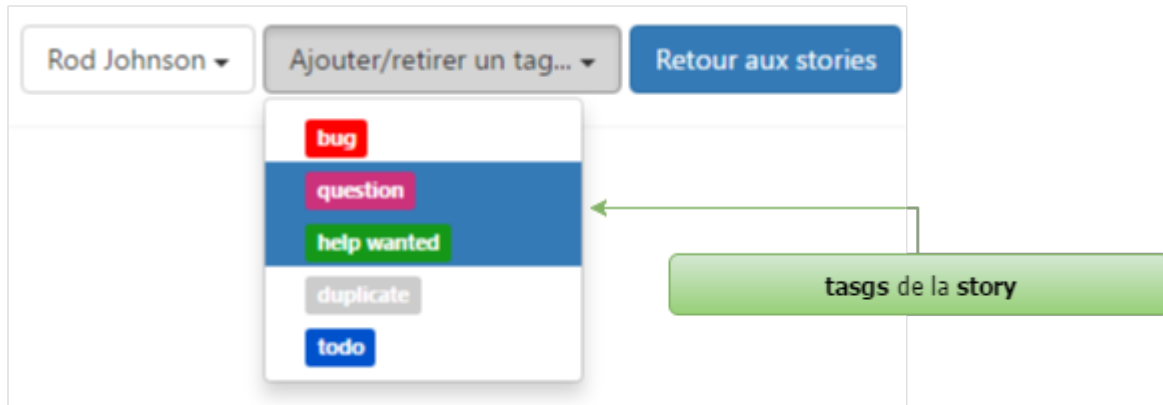 Rod Johnson
Ajouter/retirer un tag...
Retour aux stories
bug
question
help wanted
duplicate
todo
tasgs de la story